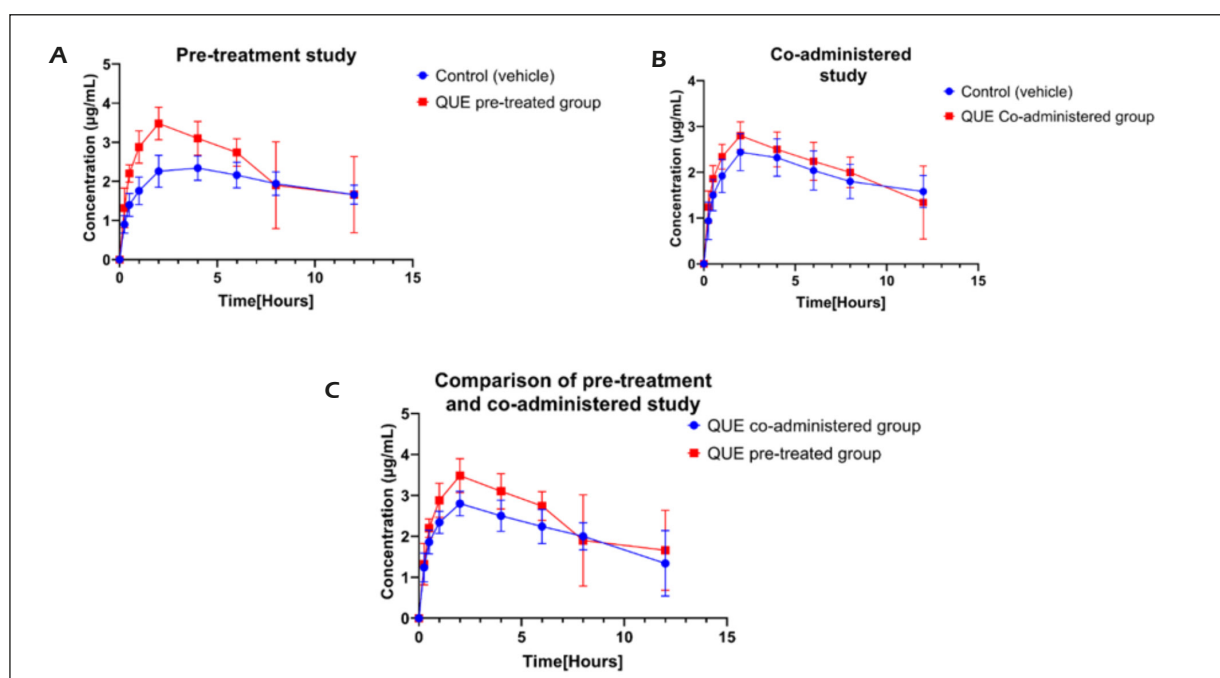 A
Pre-treatment study
Control (vehicle)
QUE pre-treated group
Concentration (µg/mL)
5
4
3
2
1
0
0 5 10 15
Time[Hours]
B
Co-administered
study
Control (vehicle)
QUE Co-administered group
Concentration (µg/mL)
4
3
2
1
0
0 5 10 15
Time[Hours]
C
Comparison of pre-treatment
and co-administered study
QUE co-administered group
QUE pre-treated group
Concentration (µg/mL)
5
4
3
2
1
0
0 5 10 15
Time[Hours]